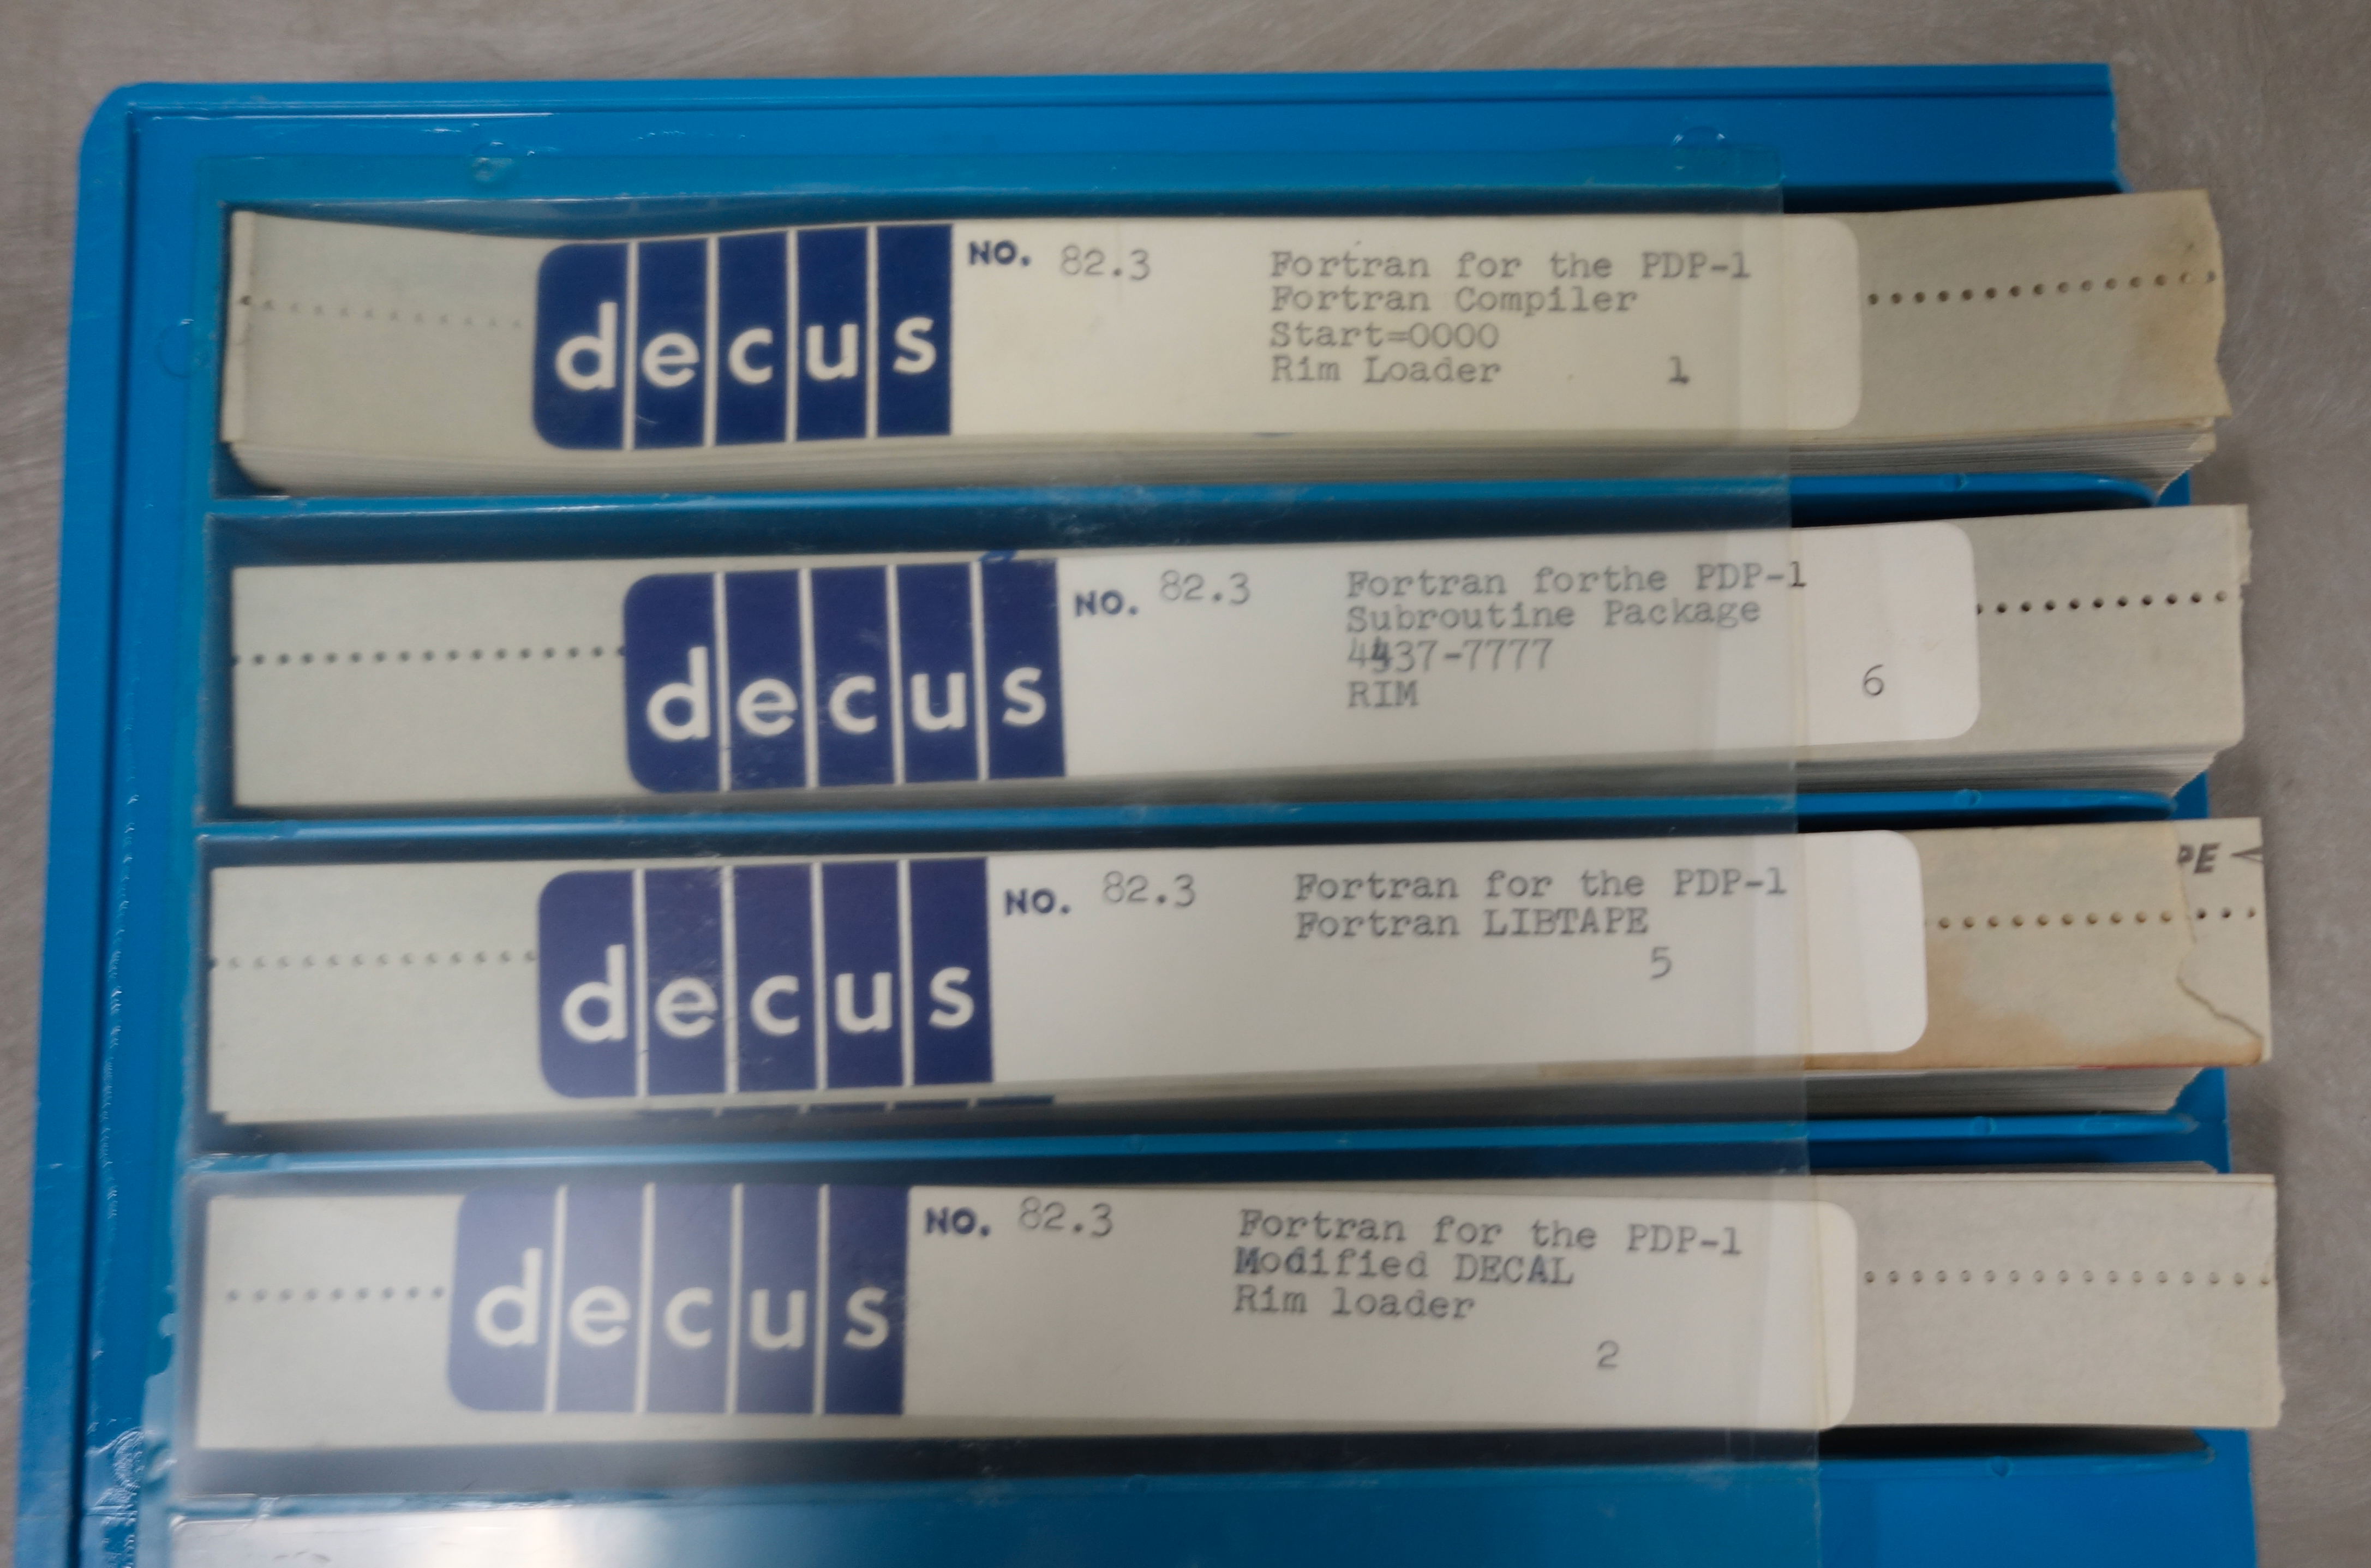 decus NO. 82.3
Fortran for the PDP-1
Fortran Compiler
Start=0000
Rim Loader 1
decus NO. 82.3
Fortran forthe PDP-1
Subroutine Package
4437-7777
RIM
6
decus NO. 82.3
Fortran for the PDP-1
Fortran LIBTAPE
5
PE
decus NO. 82.3
Fortran for the PDP-1
Modified DECAL
Rim loader
2